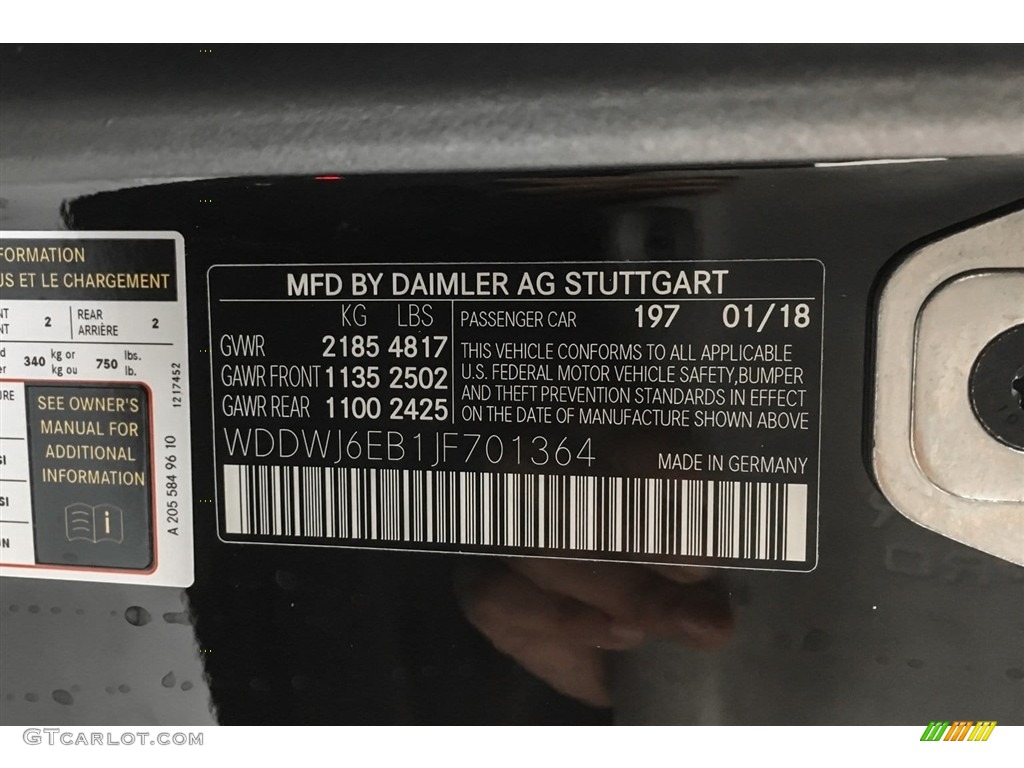 FORMATION
US ET LE CHARGEMENT
NT 2 REAR 2
NT ARRIÈRE
340 kg or 750 lbs.
kg ou lb.
SEE OWNER'S
MANUAL FOR
ADDITIONAL
INFORMATION
i
A 205 584 96 10 1217452
MFD BY DAIMLER AG STUTTGART
KG LBS
GVWR 2185 4817
GAWR FRONT 1135 2502
GAWR REAR 1100 2425
PASSENGER CAR 197 01/18
THIS VEHICLE CONFORMS TO ALL APPLICABLE
U.S. FEDERAL MOTOR VEHICLE SAFETY,BUMPER
AND THEFT PREVENTION STANDARDS IN EFFECT
ON THE DATE OF MANUFACTURE SHOWN ABOVE
WDDWJ6EB1JF701364
MADE IN GERMANY
GTCarlot.com